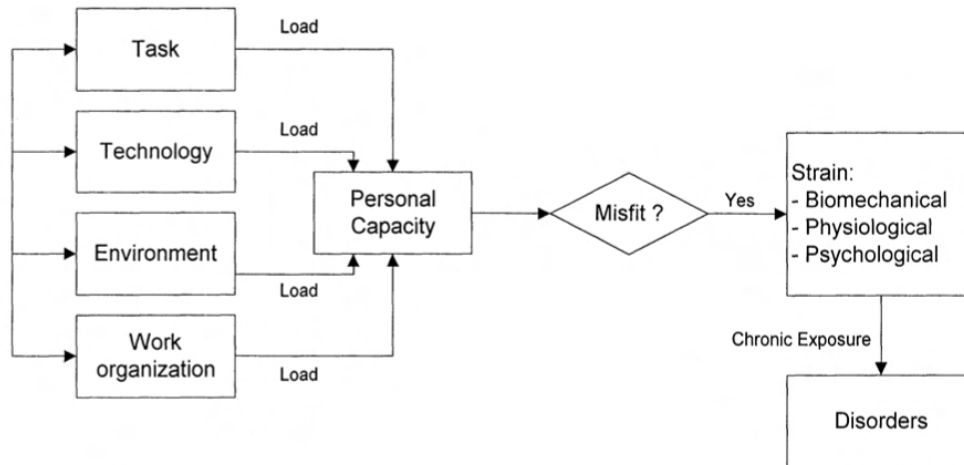 Task
Load
Technology
Load
Environment
Load
Work
organization
Load
Personal
Capacity
Misfit ?
Yes
Strain:
- Biomechanical
- Physiological
- Psychological
Chronic Exposure
Disorders